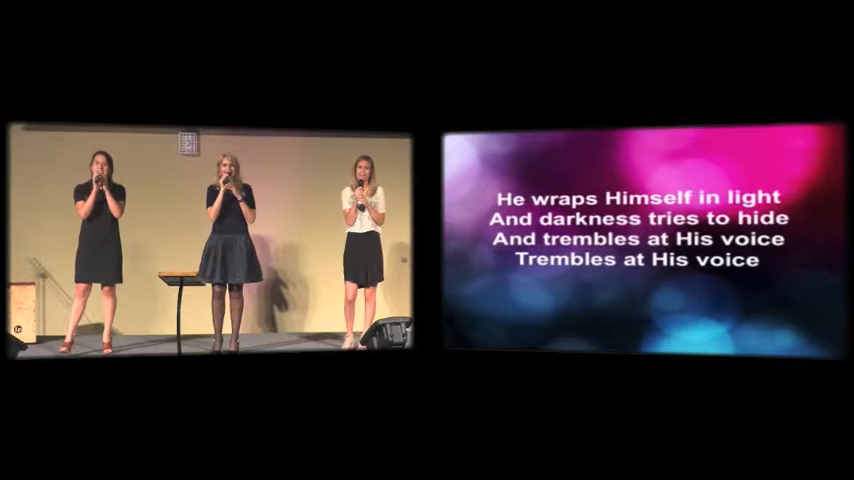 He wraps Himself in light
And darkness tries to hide
And trembles at His voice
Trembles at His voice